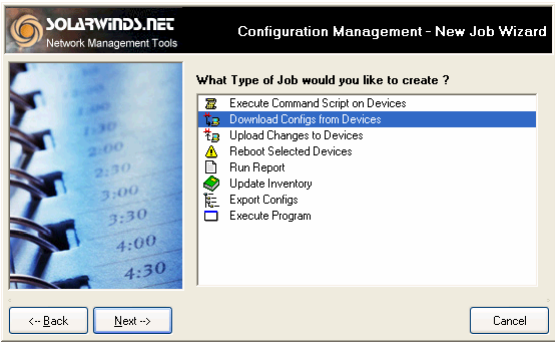 SOLARWINDS.NET
Network Management Tools
Configuration Management - New Job Wizard
What Type of Job would you like to create ?
Execute Command Script on Devices
Download Configs from Devices
Upload Changes to Devices
Reboot Selected Devices
Run Report
Update Inventory
Export Configs
Execute Program
1:30
2:00
2:30
3:00
3:30
4:00
4:30
<-- Back
Next -->
Cancel